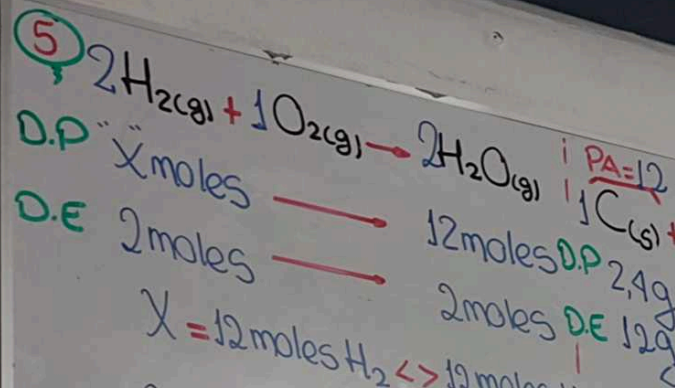 5
2H₂(g) + 1O₂(g) → 2H₂O(g)
D.P "X" moles → 12 moles
D.E 2 moles → 2 moles
X = 12 moles H₂ <> 12
PA = 12
1C(s) +
D.P 2,4g
D.E 12g